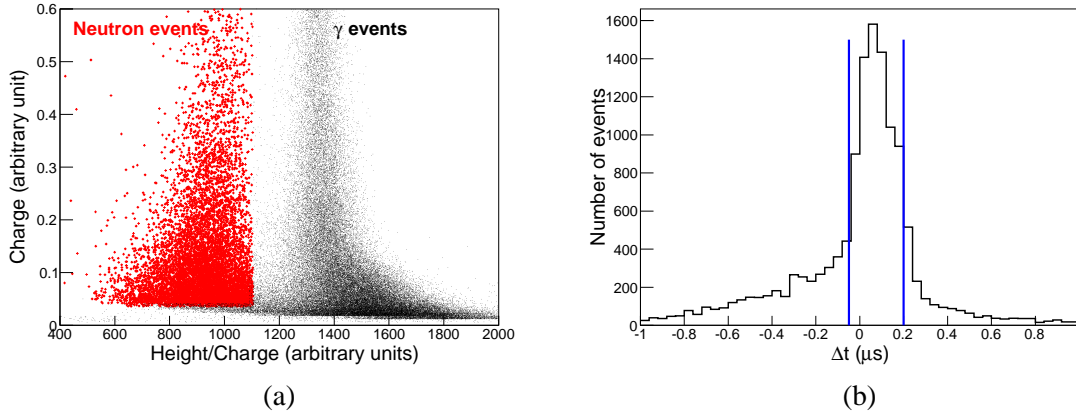 Neutron events
γ events
Charge (arbitrary unit)
0.6
0.5
0.4
0.3
0.2
0.1
0
400 600 800 1000 1200 1400 1600 1800 2000
Height/Charge (arbitrary units)
(a)
Number of events
1600
1400
1200
1000
800
600
400
200
0
-1 -0.8 -0.6 -0.4 -0.2 0 0.2 0.4 0.6 0.8
Δt (μs)
(b)